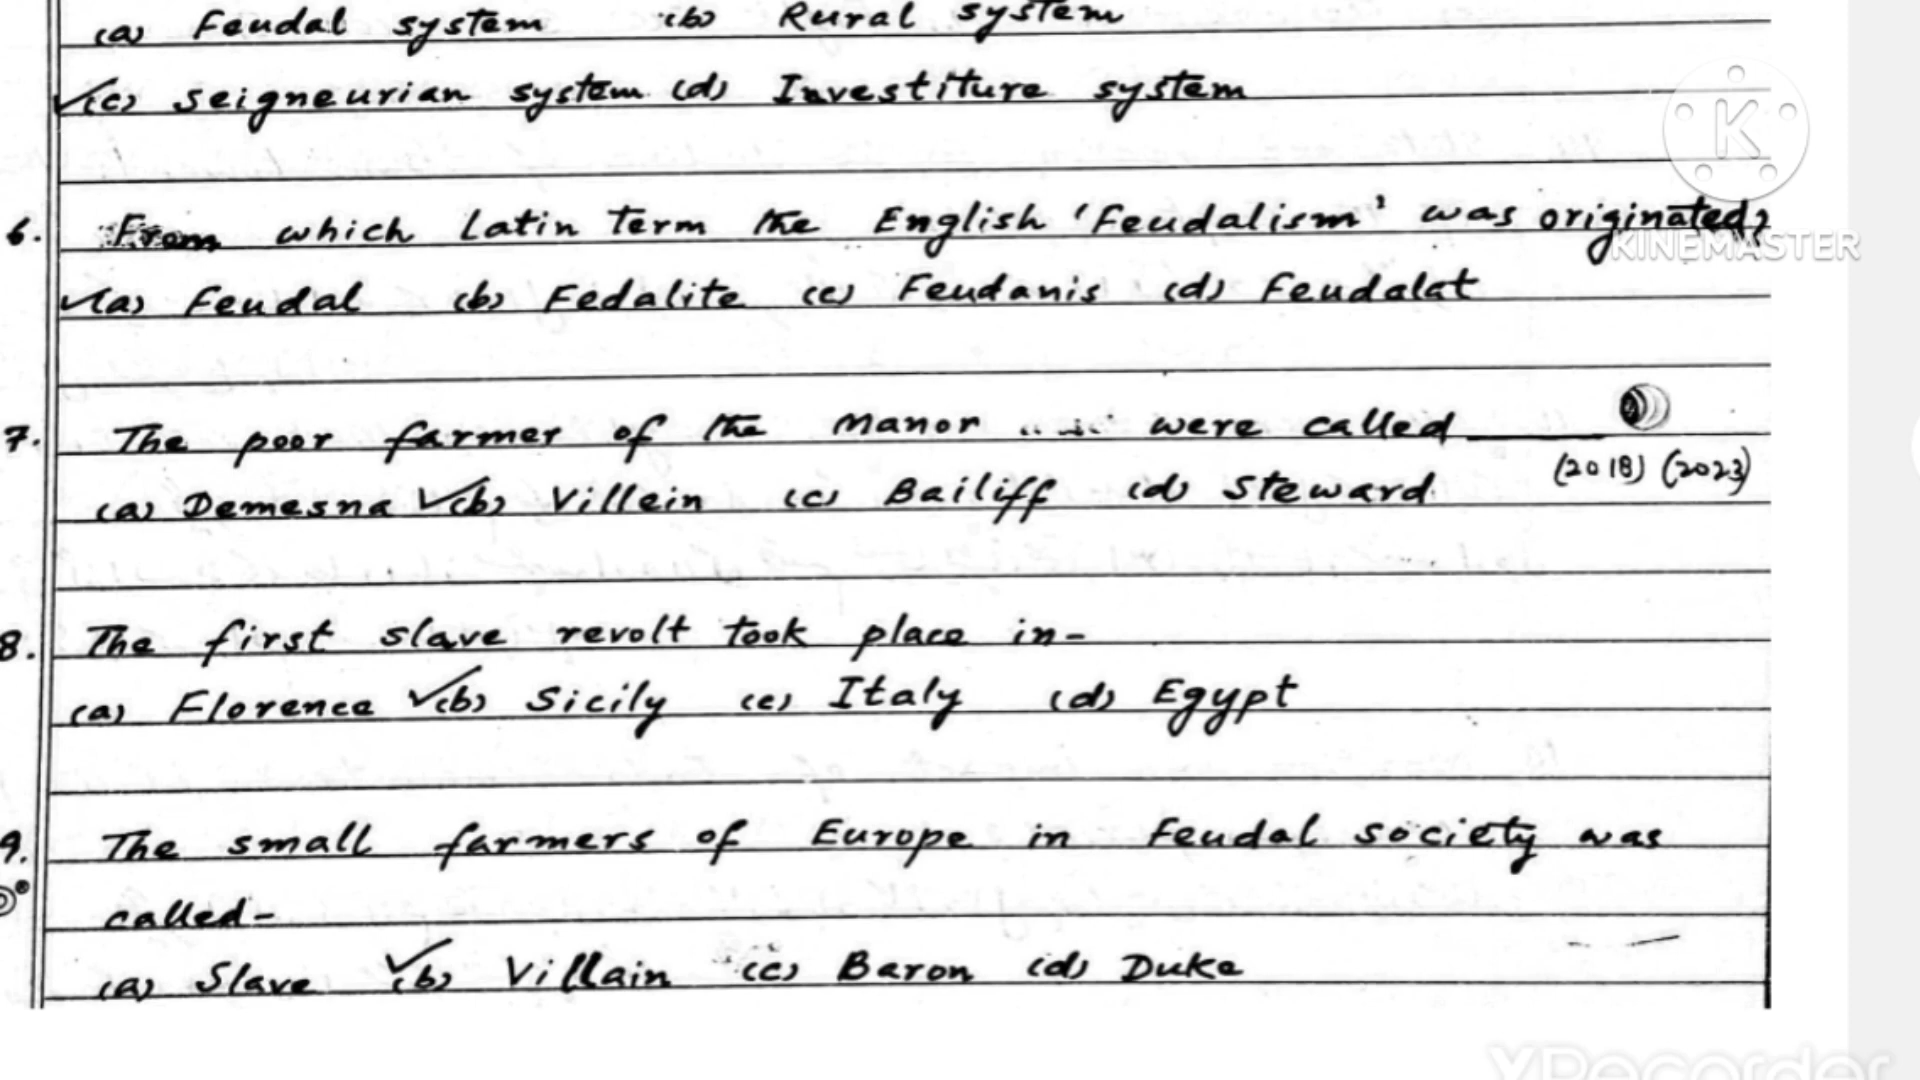 (a) Feudal system (b) Rural system
✓(c) Seigneurian system (d) Investiture system
6. From which Latin term the English 'Feudalism' was originated?
✓(a) Feudal (b) Fedalite (c) Feudanis (d) Feudalat
7. The poor farmer of the Manor were called ______
(2018) (2023)
(a) Demesna ✓(b) Villein (c) Bailiff (d) Steward
8. The first slave revolt took place in-
(a) Florence ✓(b) Sicily (c) Italy (d) Egypt
9. The small farmers of Europe in Feudal society was
called-
(a) Slave ✓(b) Villain (c) Baron (d) Duke
K
KINEMASTER
XRecorder